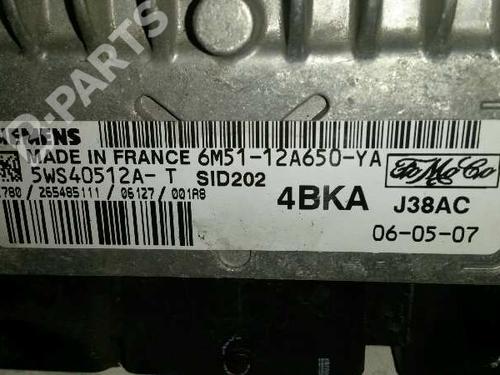 D-PARTS
SIEMENS
MADE IN FRANCE 6M51-12A650-YA
5WS40512A-T SID202
FoMoCo
780 / 265485111 / 06127 / 001A8
4BKA J38AC
06-05-07